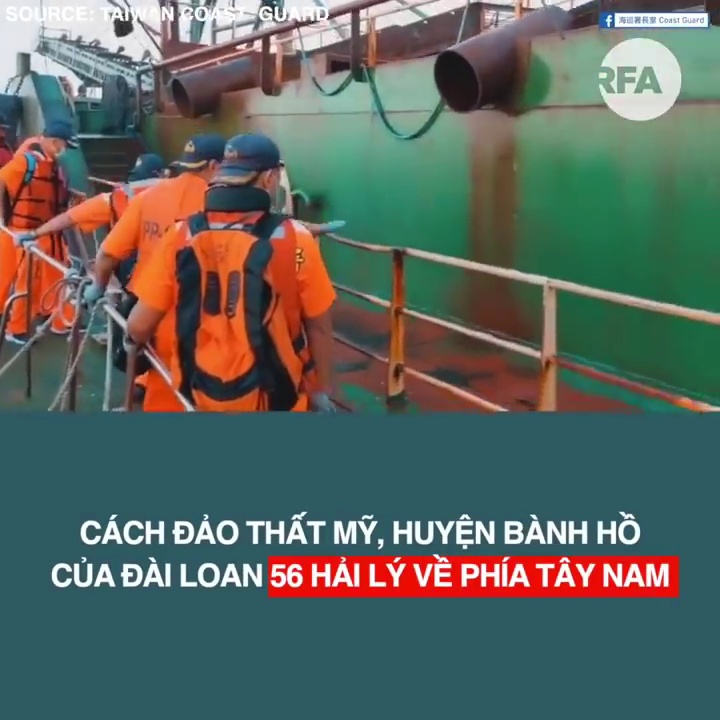 SOURCE: TAIWAN COAST GUARD
海巡署長室 Coast Guard
RFA
CÁCH ĐẢO THẤT MỸ, HUYỆN BÀNH HỒ
CỦA ĐÀI LOAN 56 HẢI LÝ VỀ PHÍA TÂY NAM